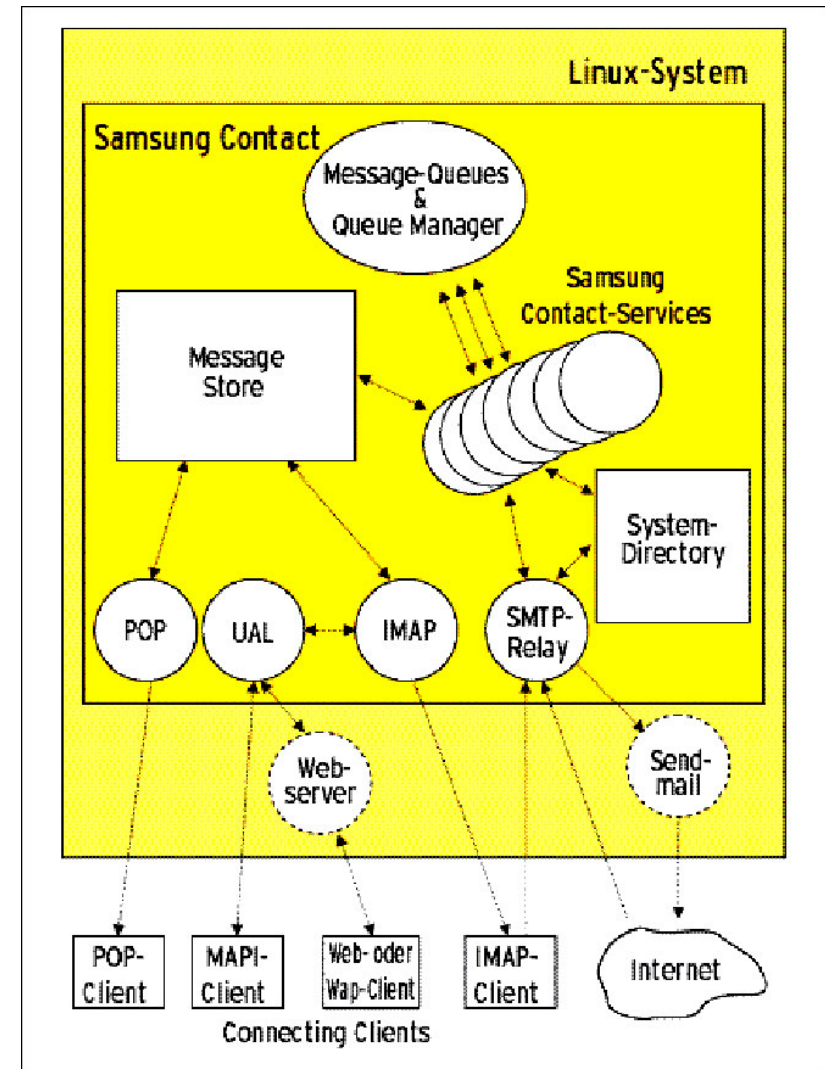 Linux-System
Samsung Contact
Message-Queues
&
Queue Manager
Samsung
Contact-Services
Message
Store
System-
Directory
POP
UAL
IMAP
SMTP-
Relay
Web-
server
Send-
mail
POP-
Client
MAPI-
Client
Web- oder
Wap-Client
IMAP-
Client
Internet
Connecting Clients